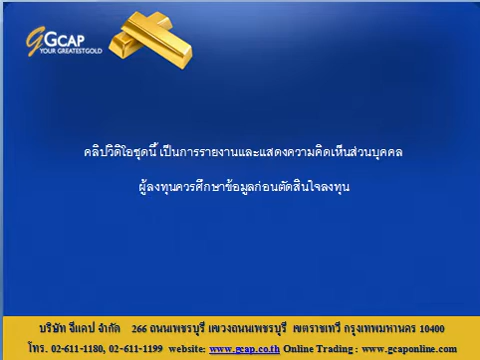 GCAP
YOUR GREATESTGOLD
คลิปวิดิโอชุดนี้ เป็นการรายงานและแสดงความคิดเห็นส่วนบุคคล
ผู้ลงทุนควรศึกษาข้อมูลก่อนตัดสินใจลงทุน
บริษัท จีแคป จำกัด 266 ถนนเพชรบุรี แขวงถนนเพชรบุรี เขตราชเทวี กรุงเทพมหานคร 10400
โทร. 02-611-1180, 02-611-1199 website: www.gcap.co.th Online Trading : www.gcaponline.com